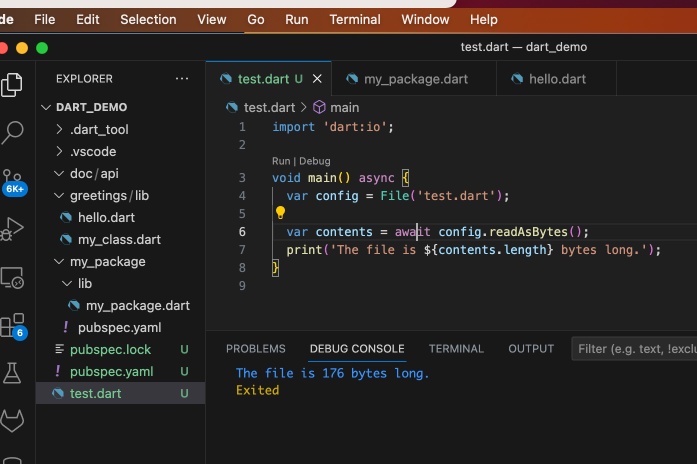 de File Edit Selection View Go Run Terminal Window Help
test.dart — dart_demo
EXPLORER ...
test.dart U
my_package.dart
hello.dart
DART_DEMO
test.dart > main
.dart_tool
.vscode
doc / api
greetings / lib
hello.dart
my_class.dart
my_package
lib
my_package.dart
pubspec.yaml
pubspec.lock U
pubspec.yaml U
test.dart U
6K+
6
1 import 'dart:io';
2
Run | Debug
3 void main() async {
4 var config = File('test.dart');
5
6 var contents = await config.readAsBytes();
7 print('The file is ${contents.length} bytes long.');
8 }
9
PROBLEMS DEBUG CONSOLE TERMINAL OUTPUT Filter (e.g. text, !exclu
The file is 176 bytes long.
Exited